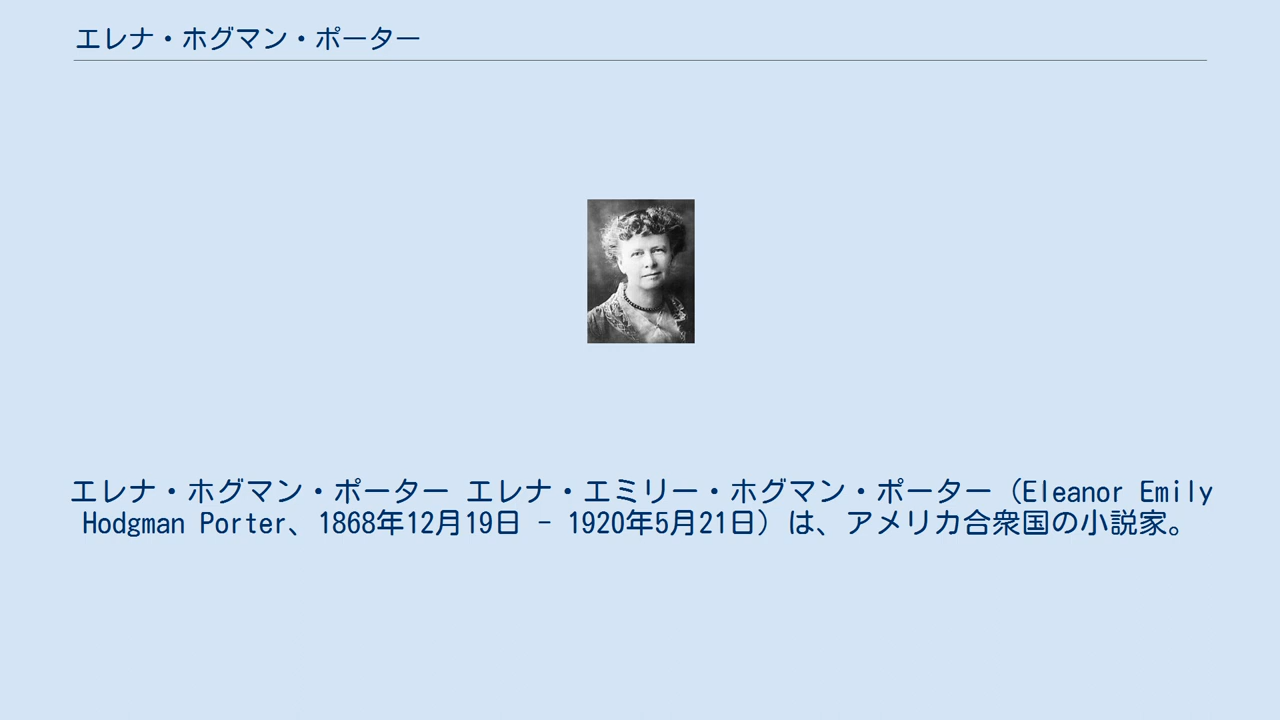 エレナ・ホグマン・ポーター
エレナ・ホグマン・ポーター エレナ・エミリー・ホグマン・ポーター（Eleanor Emily
Hodgman Porter、1868年12月19日 - 1920年5月21日）は、アメリカ合衆国の小説家。